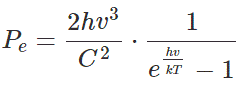 $P_e = \frac{2hv^3}{C^2} \cdot \frac{1}{e^{\frac{hv}{kT}} - 1}$